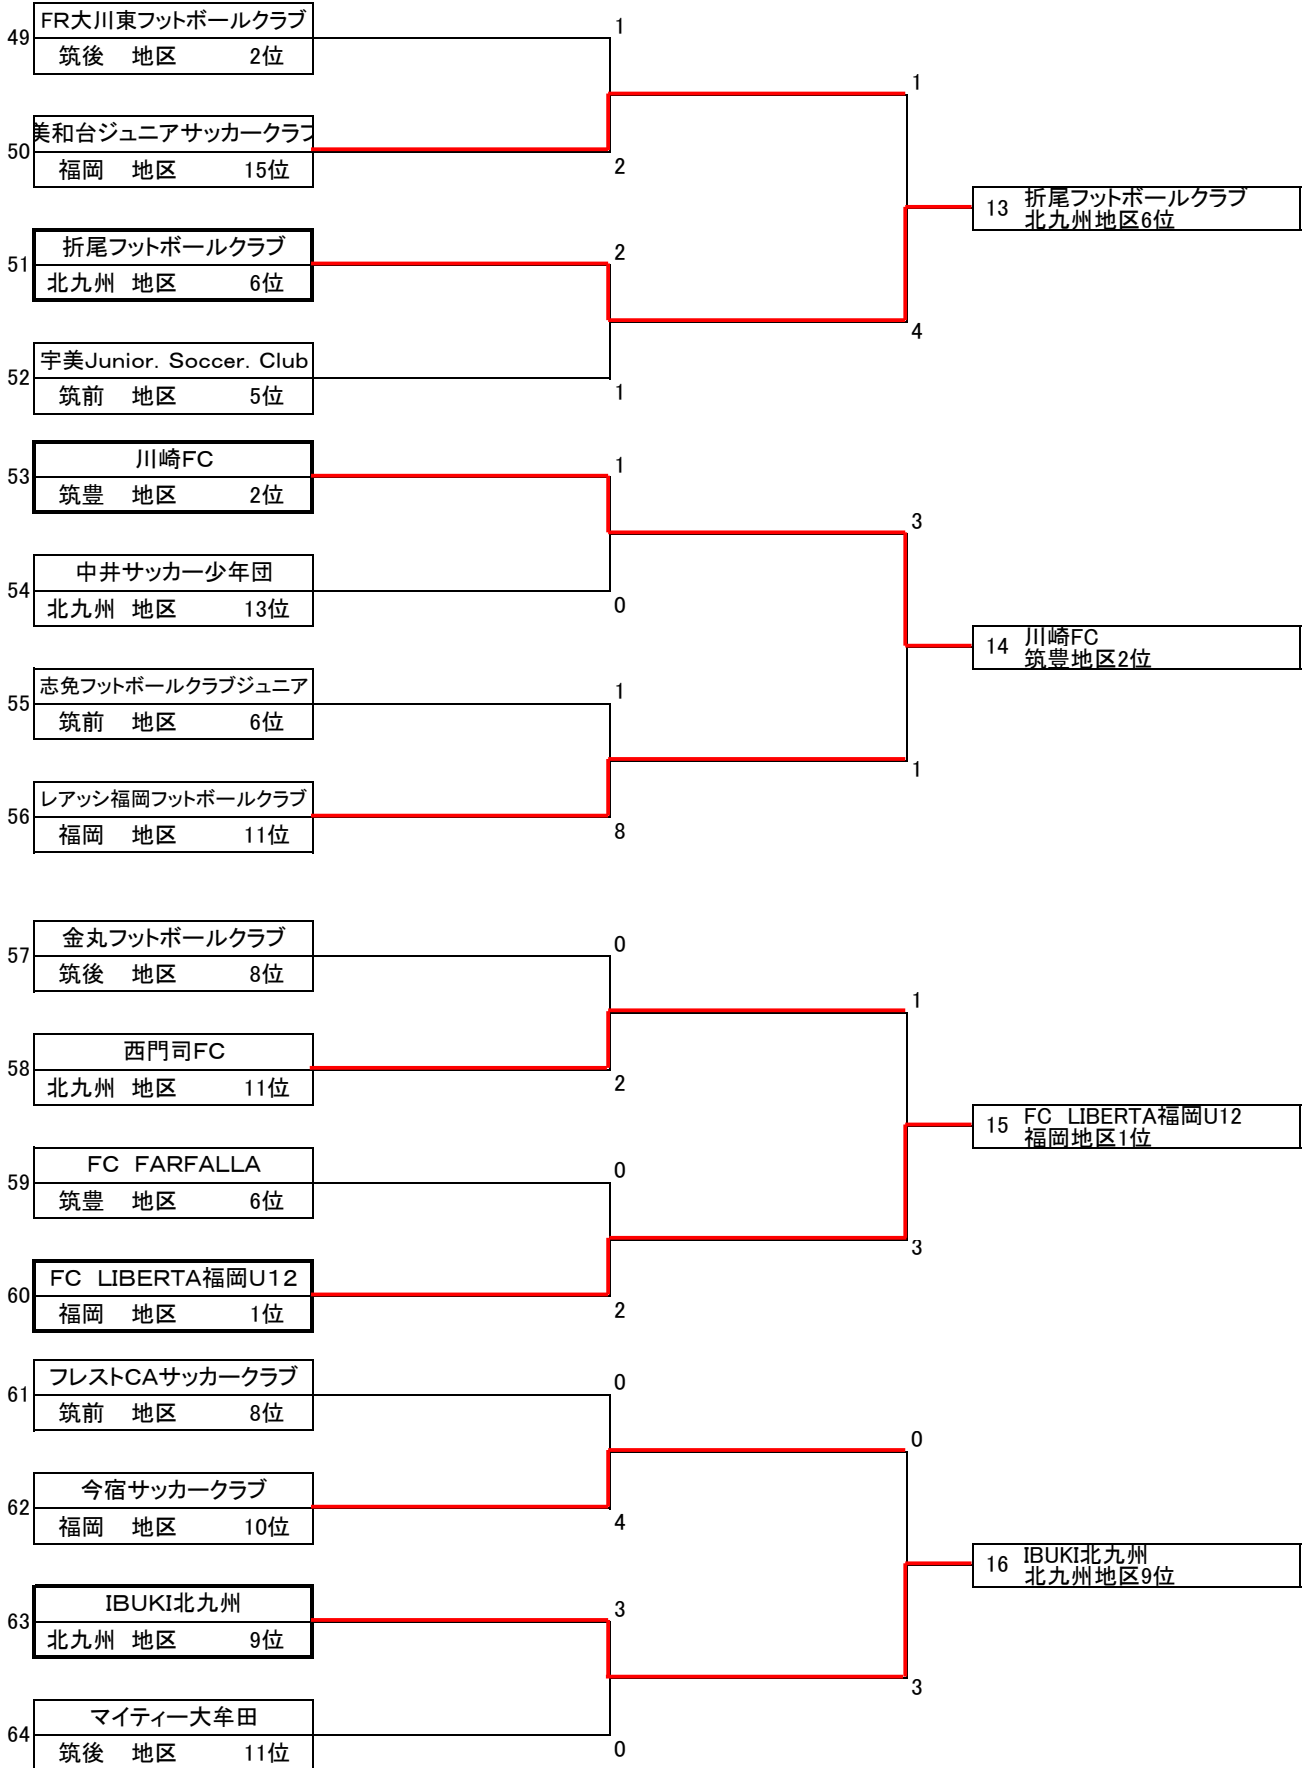 FR大川東フットボールクラブ
1
49
筑後 地区 2位
1
美和台ジュニアサッカークラブ
50
福岡 地区 15位
2
13 折尾フットボールクラブ
北九州地区6位
折尾フットボールクラブ
2
51
北九州 地区 6位
4
宇美Junior. Soccer. Club
52
筑前 地区 5位
1
川崎FC
1
53
筑豊 地区 2位
3
中井サッカー少年団
54
北九州 地区 13位
0
14 川崎FC
筑豊地区2位
志免フットボールクラブジュニア
1
55
筑前 地区 6位
1
レアッシ福岡フットボールクラブ
56
福岡 地区 11位
8
金丸フットボールクラブ
0
57
筑後 地区 8位
1
西門司FC
58
北九州 地区 11位
2
15 FC LIBERTA福岡U12
福岡地区1位
FC FARFALLA
0
59
筑豊 地区 6位
3
FC LIBERTA福岡U12
60
福岡 地区 1位
2
フレストCAサッカークラブ
0
61
筑前 地区 8位
0
今宿サッカークラブ
62
福岡 地区 10位
4
16 IBUKI北九州
北九州地区9位
IBUKI北九州
3
63
北九州 地区 9位
3
マイティー大牟田
64
筑後 地区 11位
0